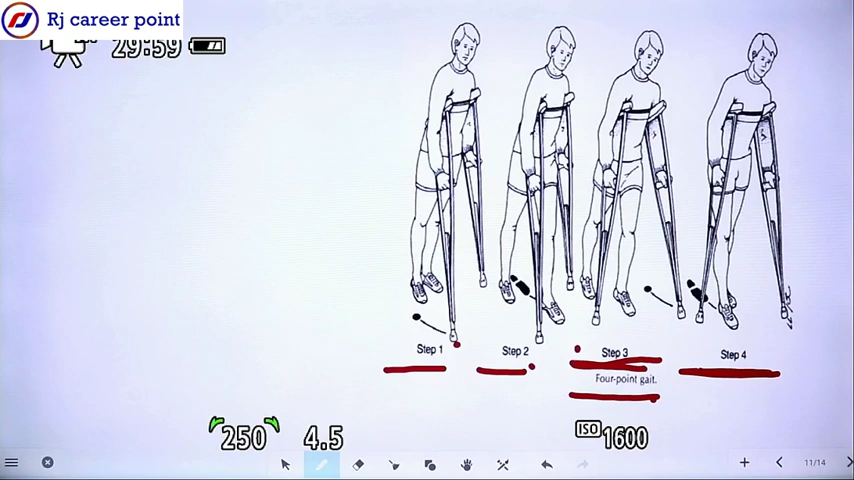 Rj career point
29:59
Step 1
Step 2
Step 3
Step 4
Four-point gait.
250
4.5
ISO
1600
11/14